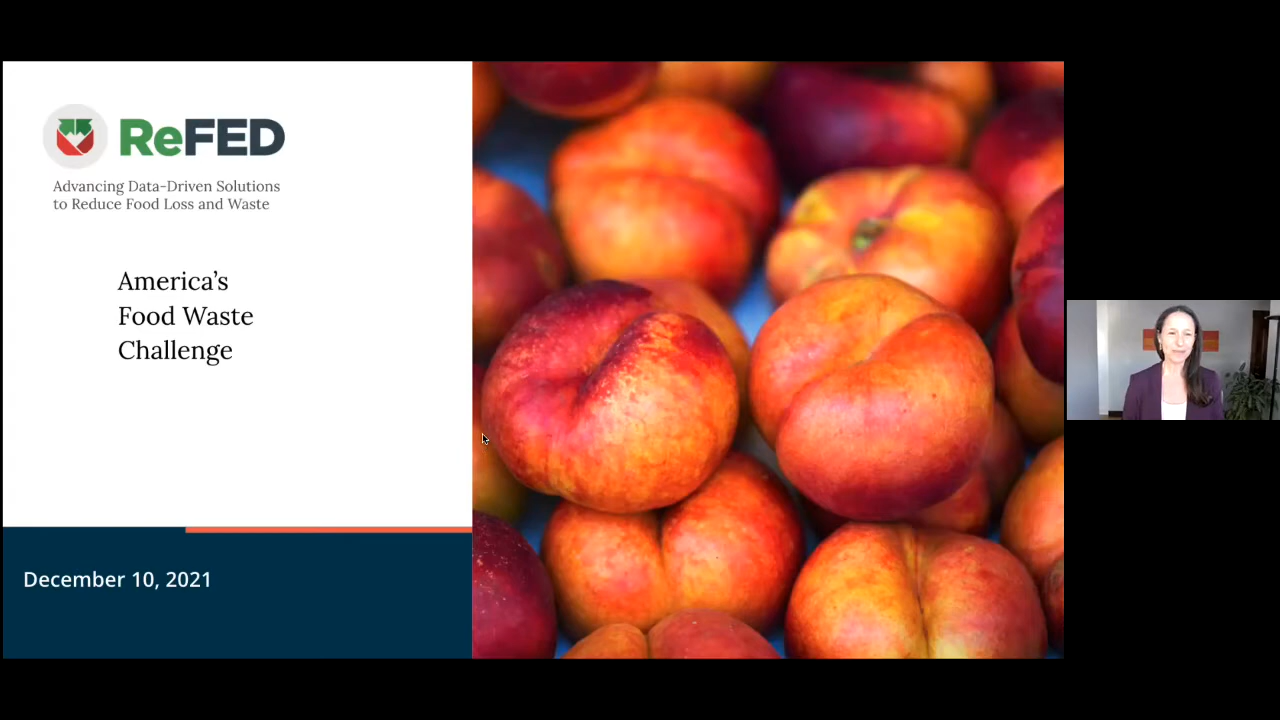 ReFED
Advancing Data-Driven Solutions
to Reduce Food Loss and Waste
America's
Food Waste
Challenge
December 10, 2021